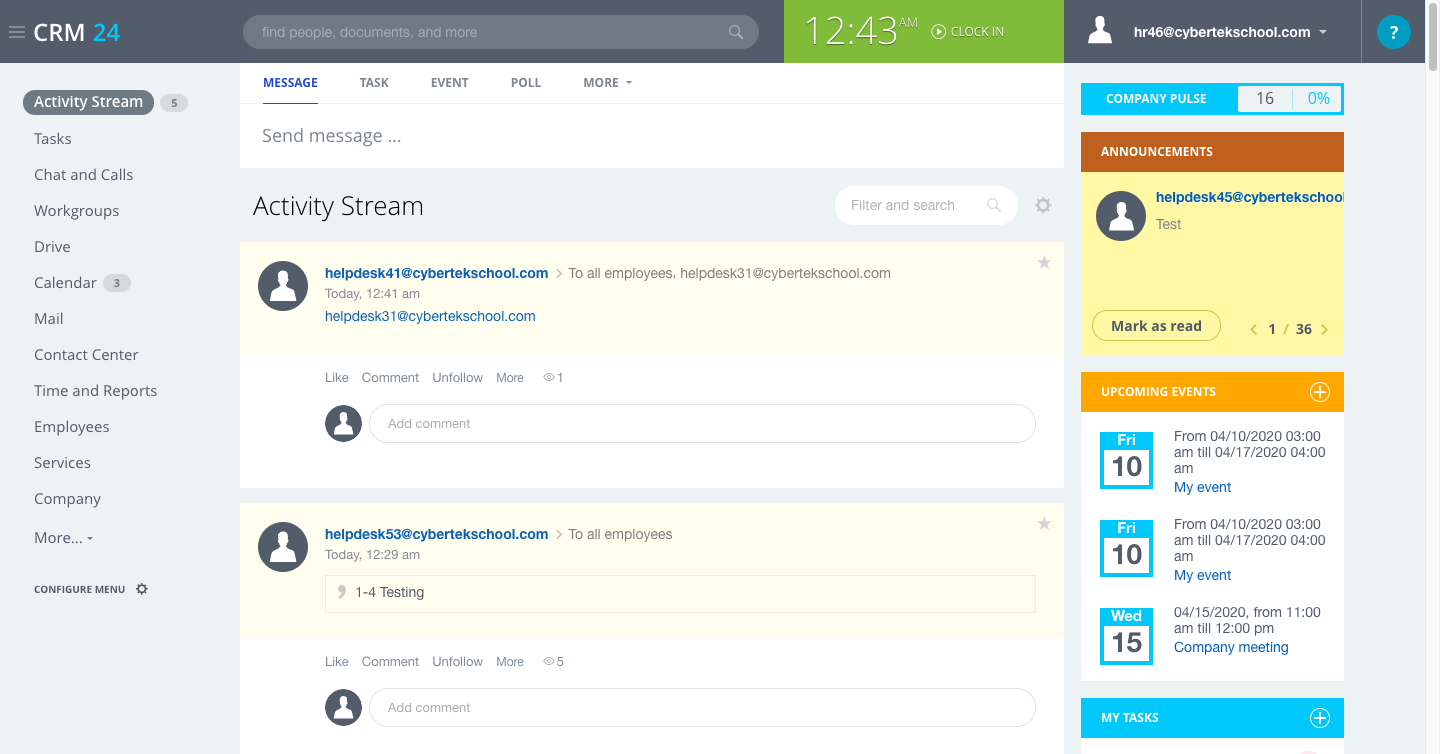 CRM 24
find people, documents, and more
12:43 AM
CLOCK IN
hr46@cybertekschool.com
?
Activity Stream 5
Tasks
Chat and Calls
Workgroups
Drive
Calendar 3
Mail
Contact Center
Time and Reports
Employees
Services
Company
More...
CONFIGURE MENU
MESSAGE TASK EVENT POLL MORE
Send message ...
Activity Stream
Filter and search
helpdesk41@cybertekschool.com > To all employees, helpdesk31@cybertekschool.com
Today, 12:41 am
helpdesk31@cybertekschool.com
Like Comment Unfollow More 1
Add comment
helpdesk53@cybertekschool.com > To all employees
Today, 12:29 am
1-4 Testing
Like Comment Unfollow More 5
Add comment
COMPANY PULSE 16 0%
ANNOUNCEMENTS
helpdesk45@cybertekschool
Test
Mark as read
1 / 36
UPCOMING EVENTS
Fri
10
From 04/10/2020 03:00
am till 04/17/2020 04:00
am
My event
Fri
10
From 04/10/2020 03:00
am till 04/17/2020 04:00
am
My event
Wed
15
04/15/2020, from 11:00
am till 12:00 pm
Company meeting
MY TASKS